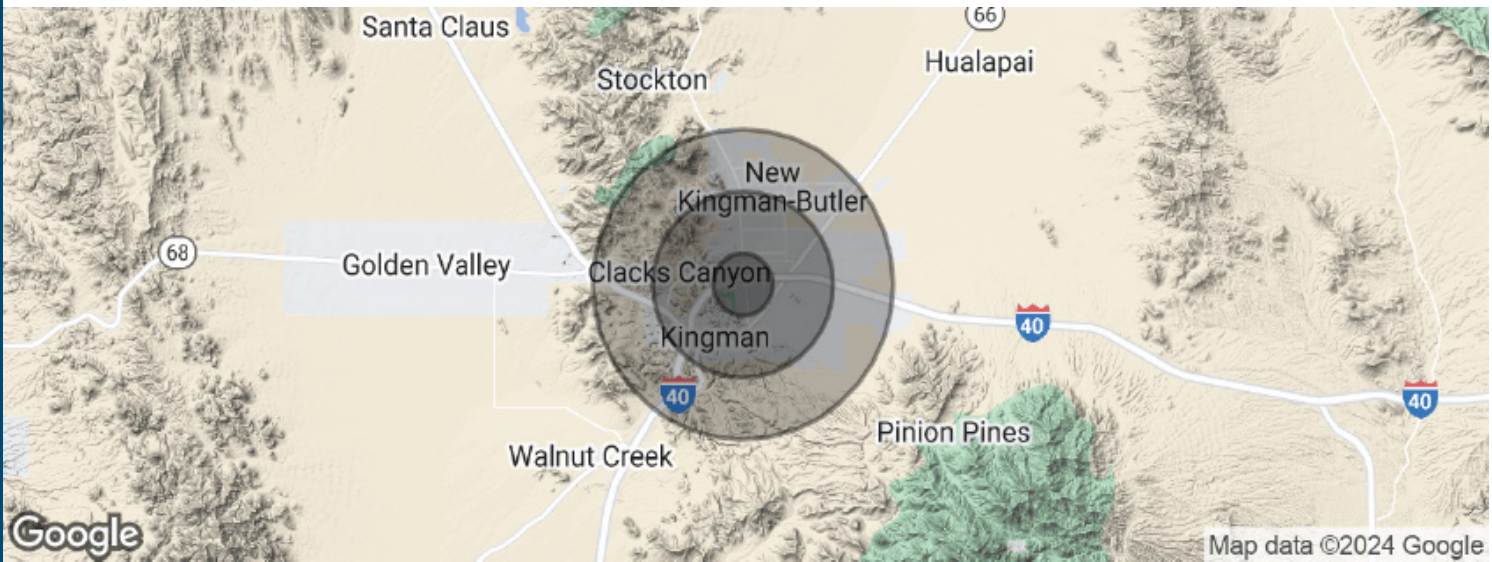 66
Santa Claus
Hualapai
Stockton
New
Kingman-Butler
68
Golden Valley
Clacks Canyon
40
Kingman
40
40
Pinion Pines
Walnut Creek
Google
Map data ©2024 Google